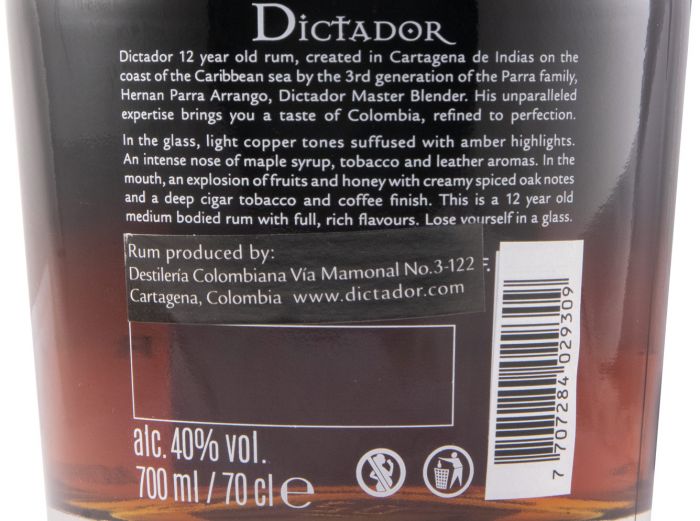 DICTADOR
Dictador 12 year old rum, created in Cartagena de Indias on the
coast of the Caribbean sea by the 3rd generation of the Parra family,
Hernan Parra Arrango, Dictador Master Blender. His unparalleled
expertise brings you a taste of Colombia, refined to perfection.
In the glass, light copper tones suffused with amber highlights.
An intense nose of maple syrup, tobacco and leather aromas. In the
mouth, an explosion of fruits and honey with creamy spiced oak notes
and a deep cigar tobacco and coffee finish. This is a 12 year old
medium bodied rum with full, rich flavours. Lose yourself in a glass.
Rum produced by:
Destilería Colombiana Vía Mamonal No.3-122
Cartagena, Colombia www.dictador.com
alc. 40% vol.
700 ml / 70 cl e
7 707284 029309